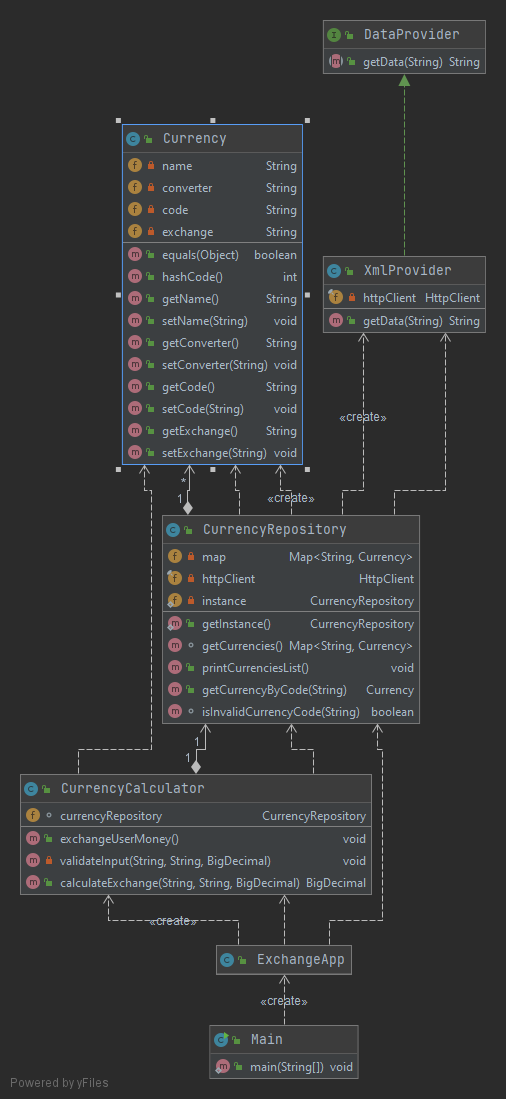 DataProvider
getData(String) String
Currency
name String
converter String
code String
exchange String
equals(Object) boolean
hashCode() int
getName() String
setName(String) void
getConverter() String
setConverter(String) void
getCode() String
setCode(String) void
getExchange() String
setExchange(String) void
XmlProvider
httpClient HttpClient
getData(String) String
«create»
*
1
«create»
CurrencyRepository
map Map<String, Currency>
httpClient HttpClient
instance CurrencyRepository
getInstance() CurrencyRepository
getCurrencies() Map<String, Currency>
printCurrenciesList() void
getCurrencyByCode(String) Currency
isInvalidCurrencyCode(String) boolean
1
1
CurrencyCalculator
currencyRepository CurrencyRepository
exchangeUserMoney() void
validateInput(String, String, BigDecimal) void
calculateExchange(String, String, BigDecimal) BigDecimal
«create»
ExchangeApp
«create»
Main
main(String[]) void
Powered by yFiles